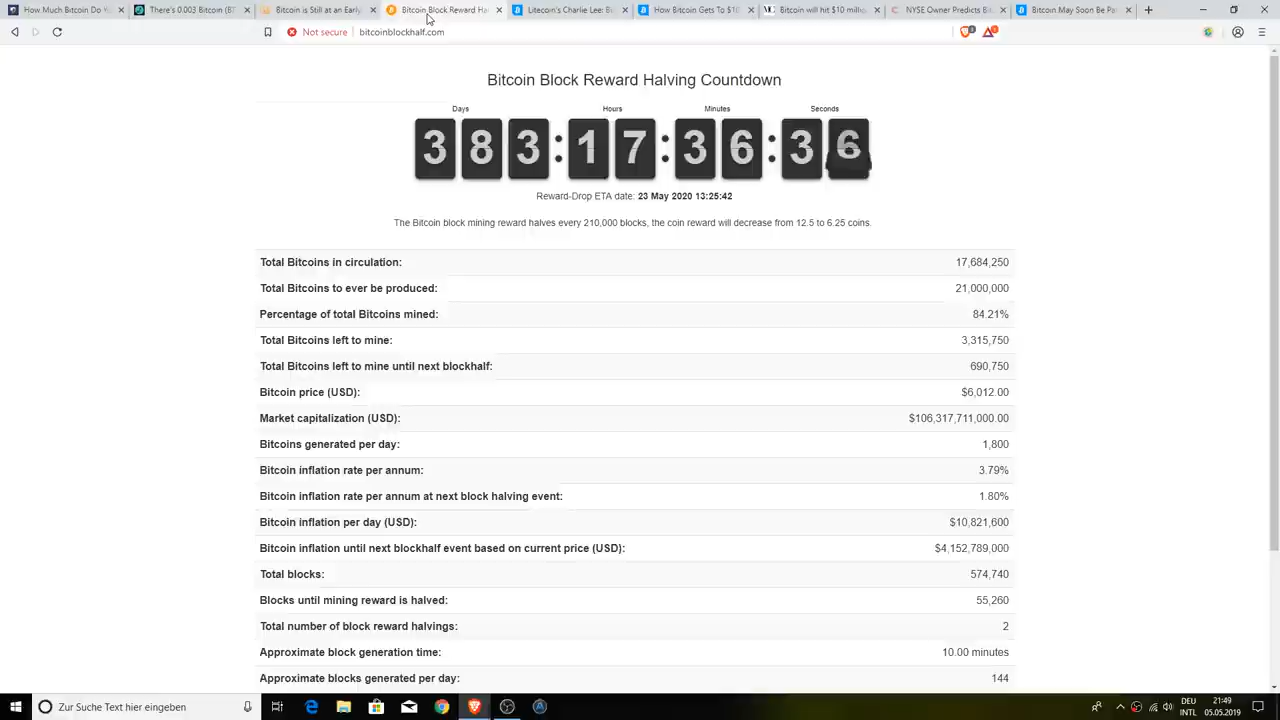 How Much Bitcoin Do Y
There's 0.003 Bitcoin (BT
Bitcoin is Still at an Early
Bitcoin Block Reward Ha
Litecoin's Charlie Lee: B
How Bitcoin Gets To $10
Bitcoin will hit $10 million
NYSE Owner Predicts Bi
Bitcoin May Soon Be Pa
Not secure
bitcoinblockhalf.com
Bitcoin Block Reward Halving Countdown
Days Hours Minutes Seconds
383:17:36:36
Reward-Drop ETA date: 23 May 2020 13:25:42
The Bitcoin block mining reward halves every 210,000 blocks, the coin reward will decrease from 12.5 to 6.25 coins.
Total Bitcoins in circulation: 17,684,250
Total Bitcoins to ever be produced: 21,000,000
Percentage of total Bitcoins mined: 84.21%
Total Bitcoins left to mine: 3,315,750
Total Bitcoins left to mine until next blockhalf: 690,750
Bitcoin price (USD): $6,012.00
Market capitalization (USD): $106,317,711,000.00
Bitcoins generated per day: 1,800
Bitcoin inflation rate per annum: 3.79%
Bitcoin inflation rate per annum at next block halving event: 1.80%
Bitcoin inflation per day (USD): $10,821,600
Bitcoin inflation until next blockhalf event based on current price (USD): $4,152,789,000
Total blocks: 574,740
Blocks until mining reward is halved: 55,260
Total number of block reward halvings: 2
Approximate block generation time: 10.00 minutes
Approximate blocks generated per day: 144
Zur Suche Text hier eingeben
DEU
INTL
21:49
05.05.2019